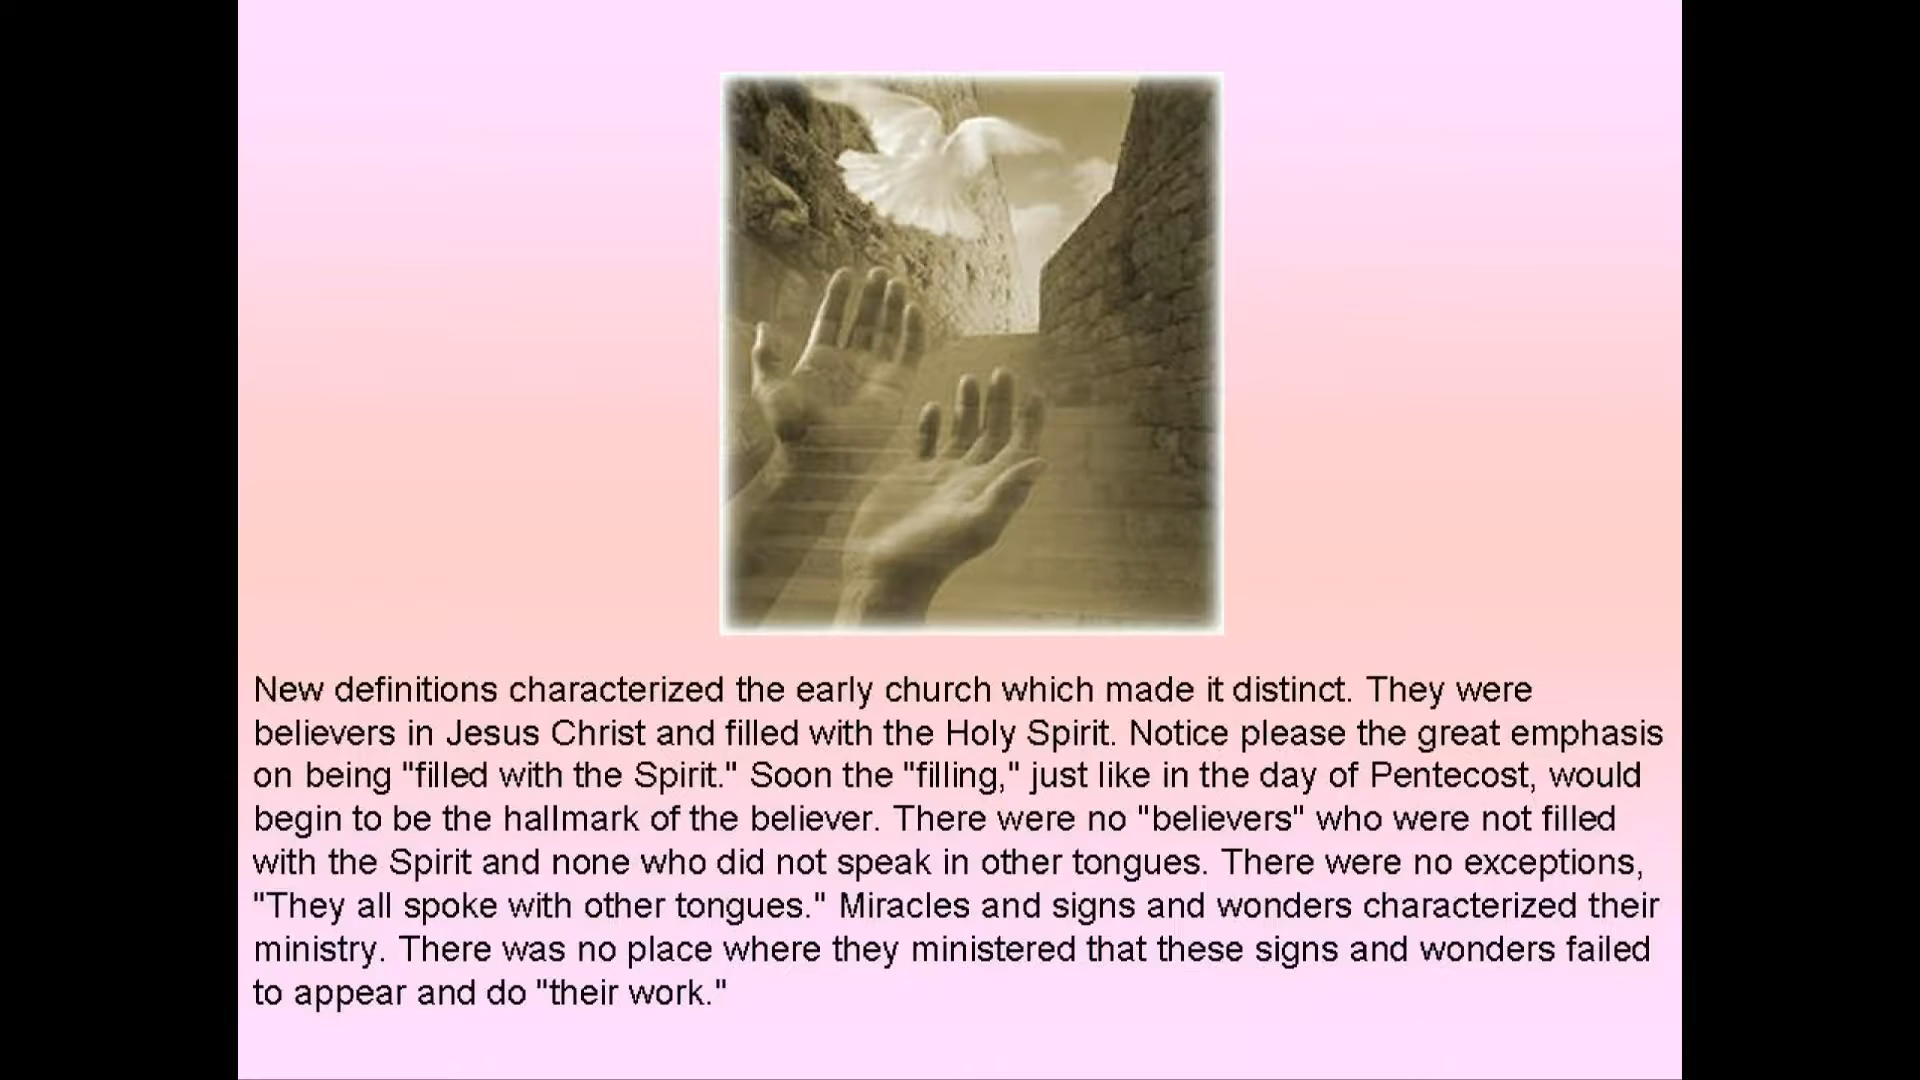 New definitions characterized the early church which made it distinct. They were
believers in Jesus Christ and filled with the Holy Spirit. Notice please the great emphasis
on being "filled with the Spirit." Soon the "filling," just like in the day of Pentecost, would
begin to be the hallmark of the believer. There were no "believers" who were not filled
with the Spirit and none who did not speak in other tongues. There were no exceptions,
"They all spoke with other tongues." Miracles and signs and wonders characterized their
ministry. There was no place where they ministered that these signs and wonders failed
to appear and do "their work."